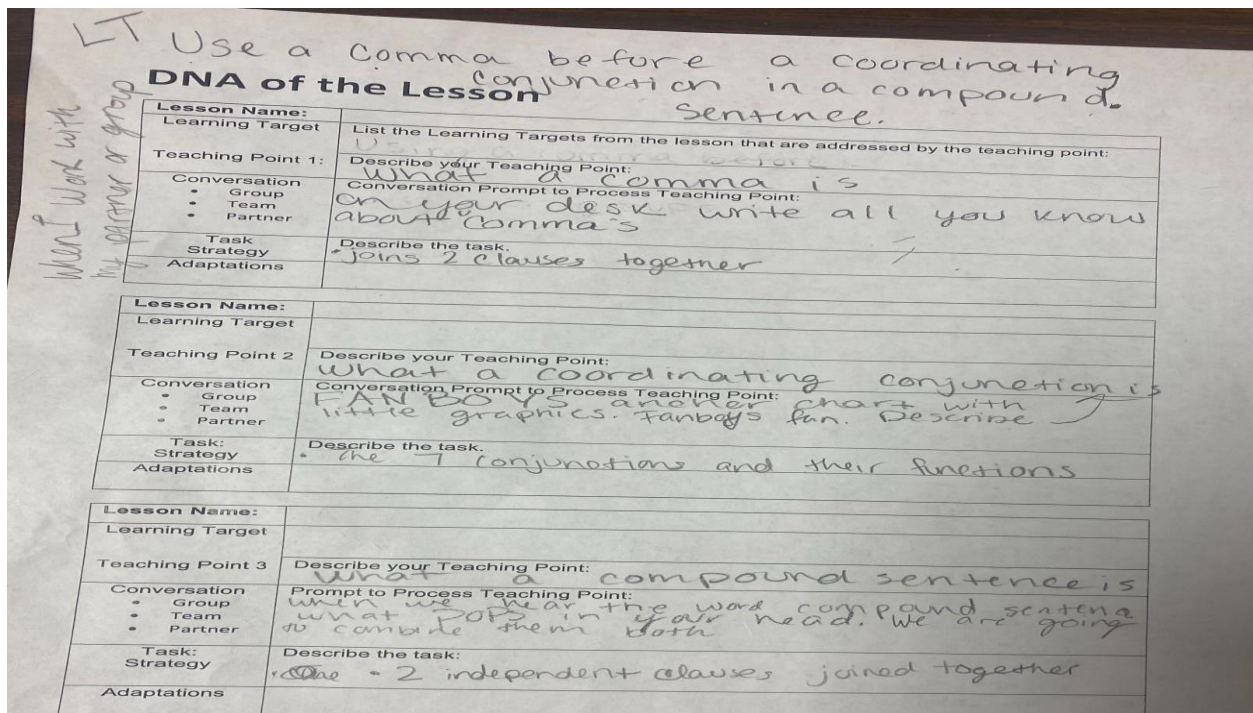 LT Use a comma before a coordinating
conjunction in a compound.
sentence.
DNA of the Lesson
When I work with
my partner or group
Lesson Name:
Learning Target
List the Learning Targets from the lesson that are addressed by the teaching point:
Using a comma before
Teaching Point 1:
Describe your Teaching Point:
What a comma is
Conversation
• Group
• Team
• Partner
Conversation Prompt to Process Teaching Point:
on your desk write all you know
about comma's
Task
Strategy
Describe the task.
• joins 2 clauses together
Adaptations
Lesson Name:
Learning Target
Teaching Point 2
Describe your Teaching Point:
what a coordinating conjunction is
Conversation
• Group
• Team
• Partner
Conversation Prompt to Process Teaching Point:
FANBOYS chart with
little graphics. Fanboys fan. Describe
Task:
Strategy
Describe the task.
• The 7 conjunctions and their functions
Adaptations
Lesson Name:
Learning Target
Teaching Point 3
Describe your Teaching Point:
what a compound sentence is
Conversation
• Group
• Team
• Partner
Prompt to Process Teaching Point:
when we hear the word compound
what pops in your head. We are going
to combine them both
Task:
Strategy
Describe the task:
• 2 independent clauses joined together
Adaptations